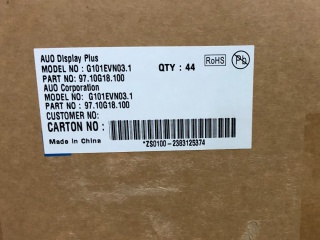 AUO Display Plus
MODEL NO : G101EVN03.1 QTY : 44 RoHS Pb
PART NO : 97.10G18.100
AUO Corporation
MODEL NO : G101EVN03.1
PART NO : 97.10G18.100
CUSTOMER NO:
CARTON NO :
Made in China
*ZS0100-2383125374